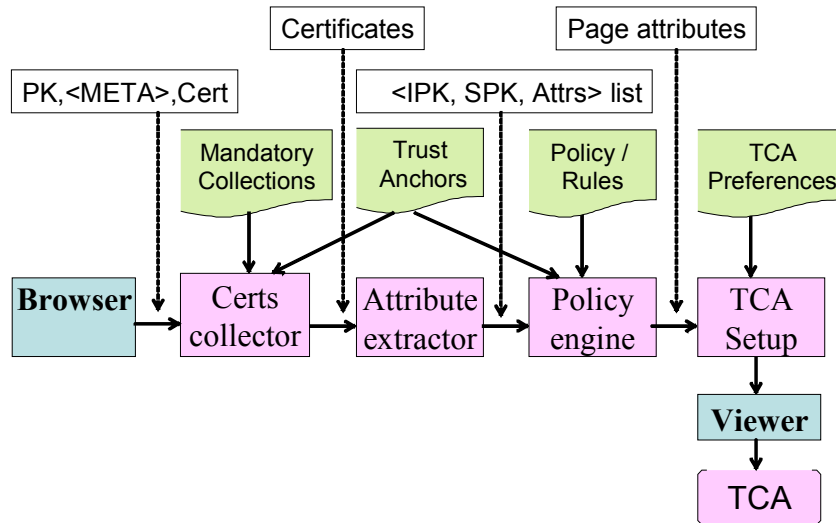 Certificates
Page attributes
PK,<META>,Cert
<IPK, SPK, Attrs> list
Mandatory
Collections
Trust
Anchors
Policy /
Rules
TCA
Preferences
Browser
Certs
collector
Attribute
extractor
Policy
engine
TCA
Setup
Viewer
TCA